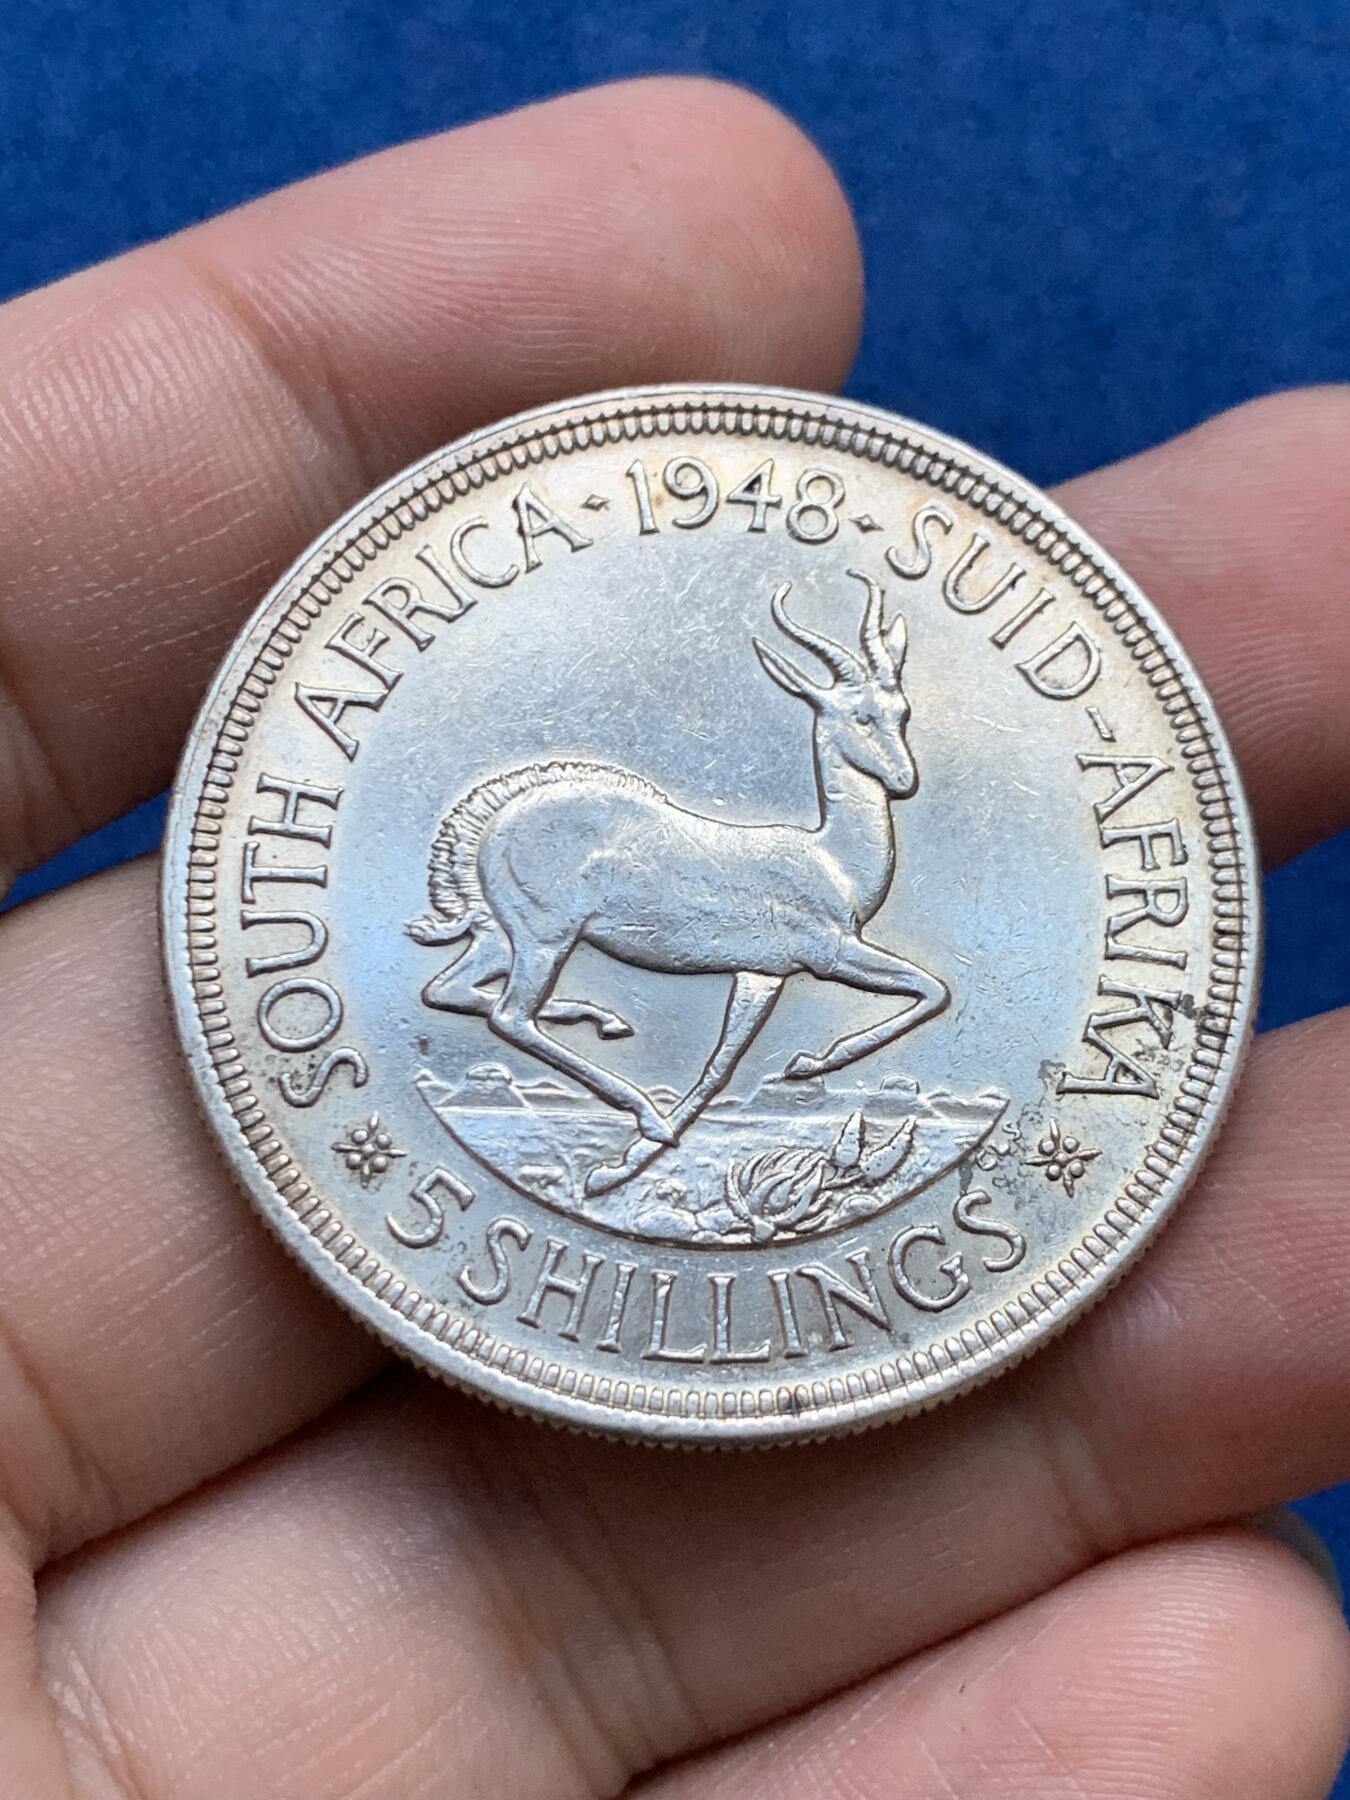 SOUTH AFRICA · 1948 · SUID-AFRIKA
5 SHILLINGS